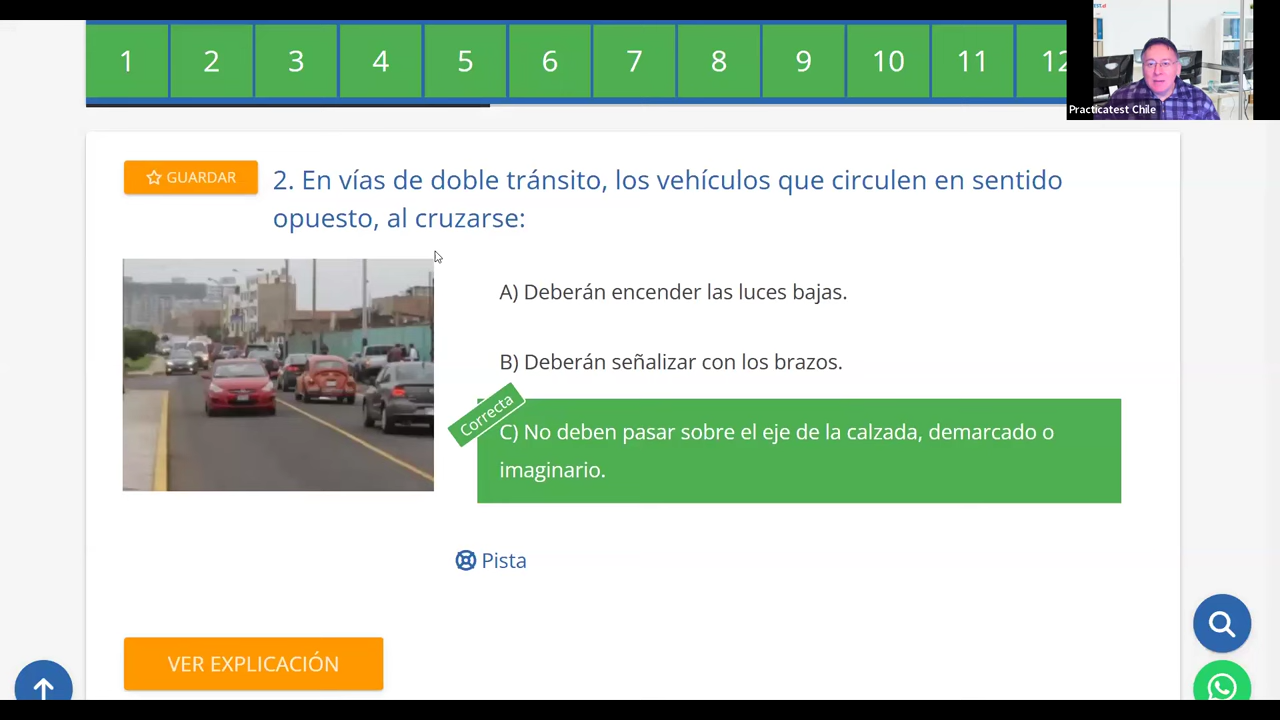 1 2 3 4 5 6 7 8 9 10 11 12
Practicatest Chile
GUARDAR
2. En vías de doble tránsito, los vehículos que circulen en sentido
opuesto, al cruzarse:
A) Deberán encender las luces bajas.
B) Deberán señalizar con los brazos.
Correcta
C) No deben pasar sobre el eje de la calzada, demarcado o
imaginario.
Pista
VER EXPLICACIÓN